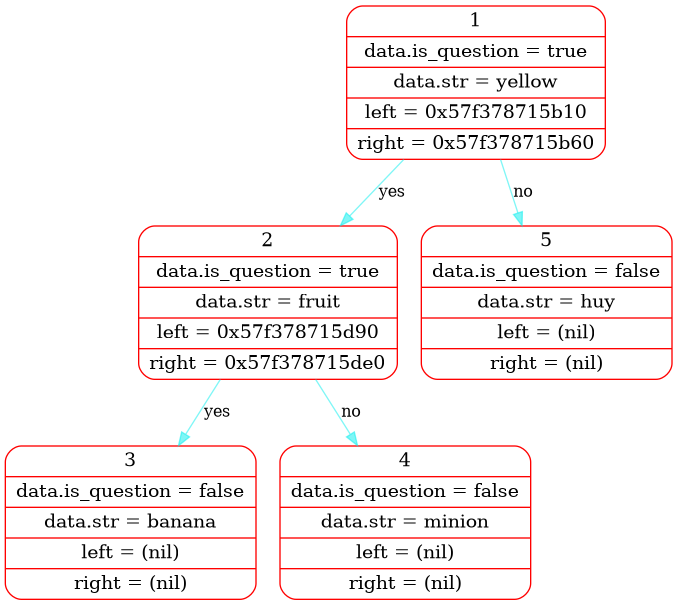 1
data.is_question = true
data.str = yellow
left = 0x57f378715b10
right = 0x57f378715b60
yes
no
2
data.is_question = true
data.str = fruit
left = 0x57f378715d90
right = 0x57f378715de0
5
data.is_question = false
data.str = huy
left = (nil)
right = (nil)
yes
no
3
data.is_question = false
data.str = banana
left = (nil)
right = (nil)
4
data.is_question = false
data.str = minion
left = (nil)
right = (nil)